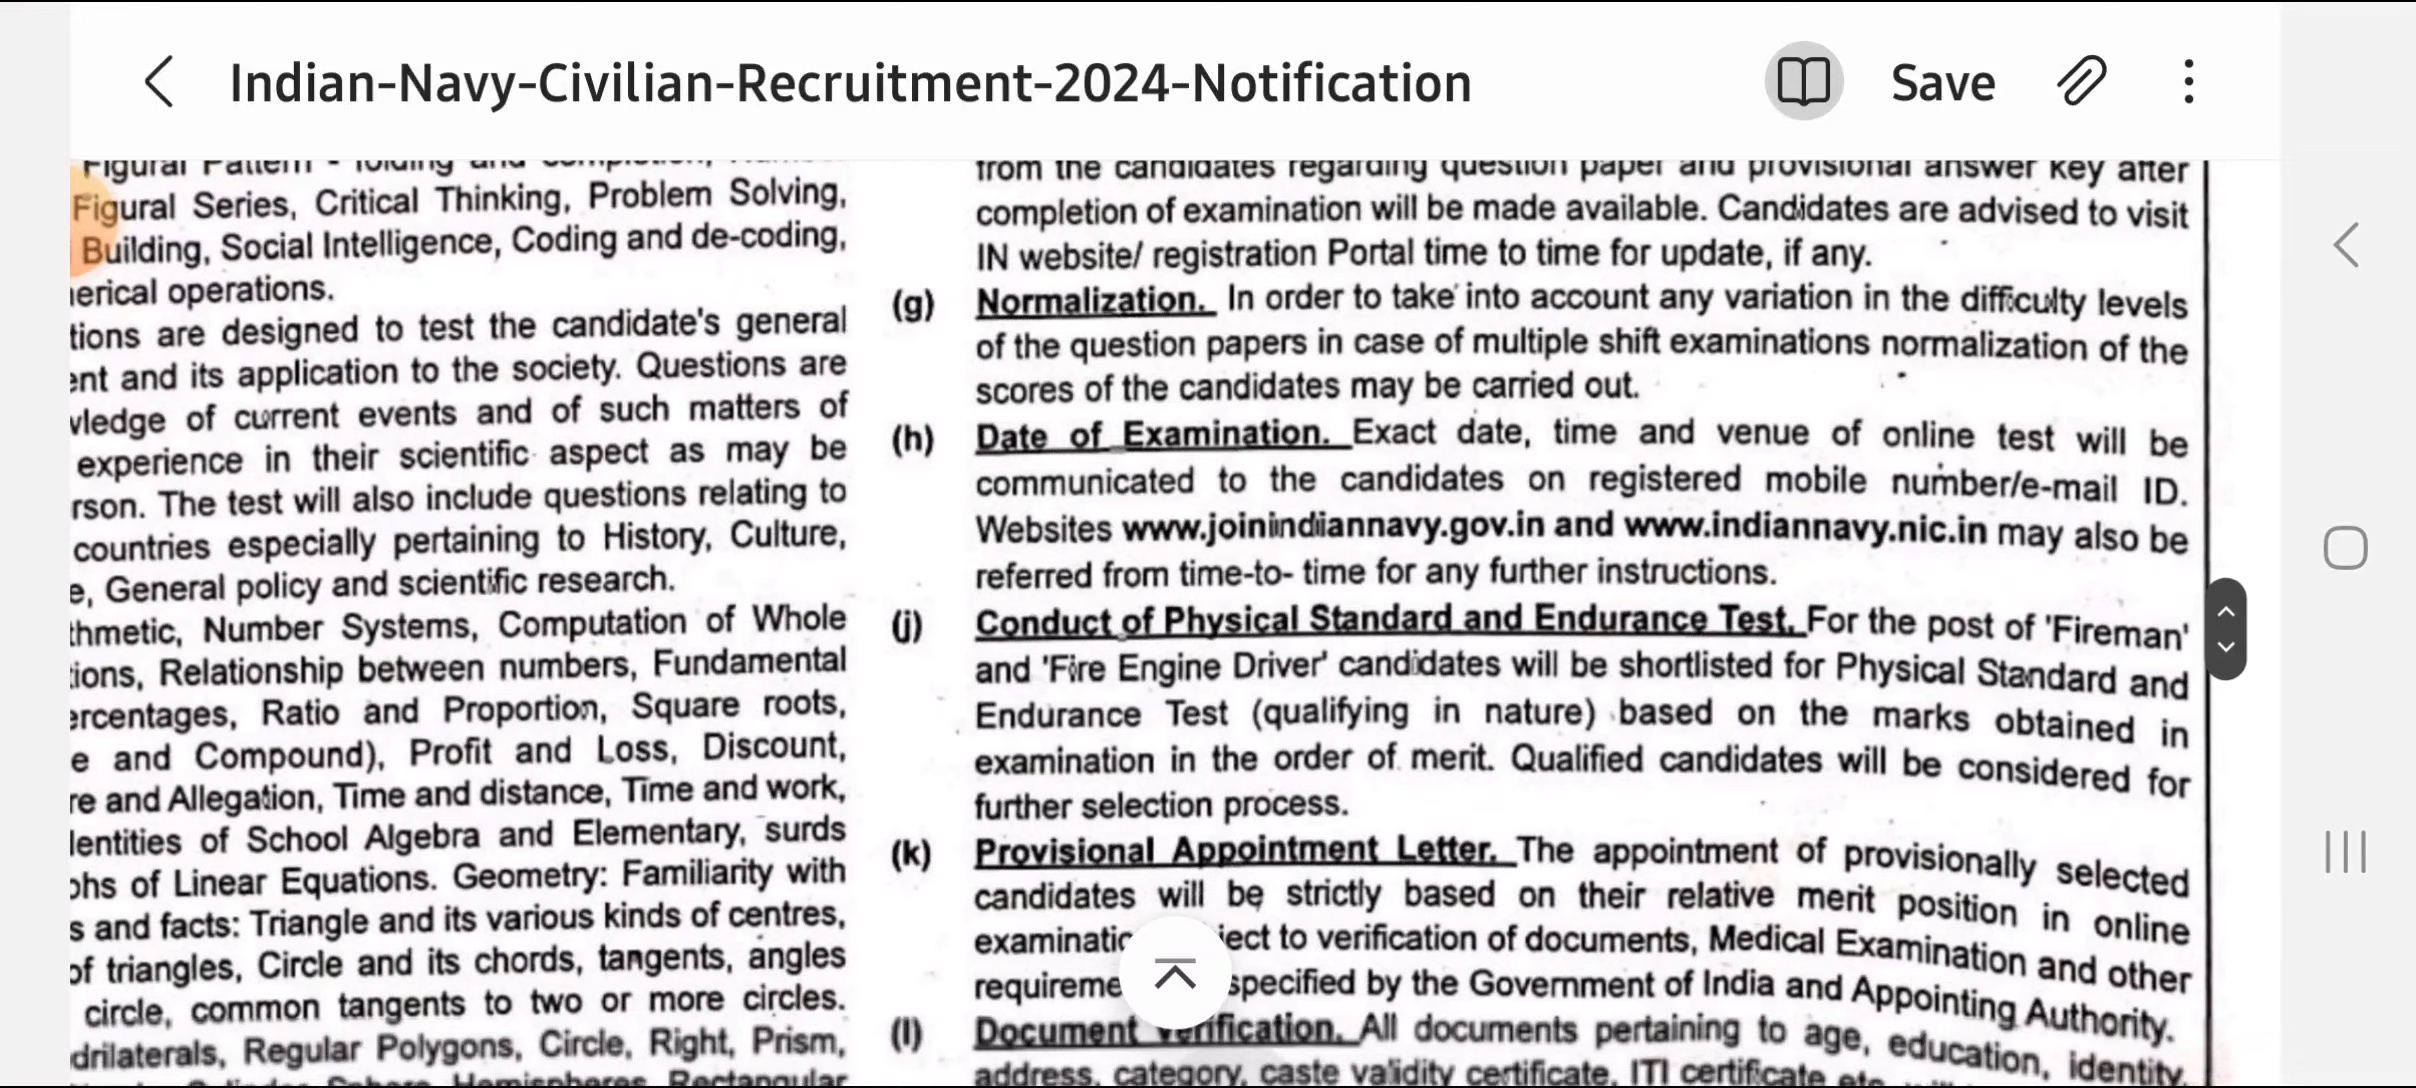 Indian-Navy-Civilian-Recruitment-2024-Notification
Save
Figural Pattern - folding and
Figural Series, Critical Thinking, Problem Solving,
Building, Social Intelligence, Coding and de-coding,
erical operations.
tions are designed to test the candidate's general
ent and its application to the society. Questions are
wledge of current events and of such matters of
experience in their scientific aspect as may be
rson. The test will also include questions relating to
countries especially pertaining to History, Culture,
e, General policy and scientific research.
thmetic, Number Systems, Computation of Whole
tions, Relationship between numbers, Fundamental
ercentages, Ratio and Proportion, Square roots,
e and Compound), Profit and Loss, Discount,
re and Allegation, Time and distance, Time and work,
dentities of School Algebra and Elementary, surds
phs of Linear Equations. Geometry: Familiarity with
s and facts: Triangle and its various kinds of centres,
of triangles, Circle and its chords, tangents, angles
circle, common tangents to two or more circles.
drilaterals, Regular Polygons, Circle, Right, Prism,
Sphere, Hemispheres, Rectangular
from the candidates regarding question paper and provisional answer key after
completion of examination will be made available. Candidates are advised to visit
IN website/ registration Portal time to time for update, if any.
(g) Normalization. In order to take into account any variation in the difficulty levels
of the question papers in case of multiple shift examinations normalization of the
scores of the candidates may be carried out.
(h) Date of Examination. Exact date, time and venue of online test will be
communicated to the candidates on registered mobile number/e-mail ID.
Websites www.joinindiannavy.gov.in and www.indiannavy.nic.in may also be
referred from time-to- time for any further instructions.
(j) Conduct of Physical Standard and Endurance Test. For the post of 'Fireman'
and 'Fire Engine Driver' candidates will be shortlisted for Physical Standard and
Endurance Test (qualifying in nature) based on the marks obtained in
examination in the order of merit. Qualified candidates will be considered for
further selection process.
(k) Provisional Appointment Letter. The appointment of provisionally selected
candidates will be strictly based on their relative merit position in online
examinatio ject to verification of documents, Medical Examination and other
requireme specified by the Government of India and Appointing Authority.
(l) Document Verification. All documents pertaining to age, education, identity,
address, category, caste validity certificate, ITI certificate etc.